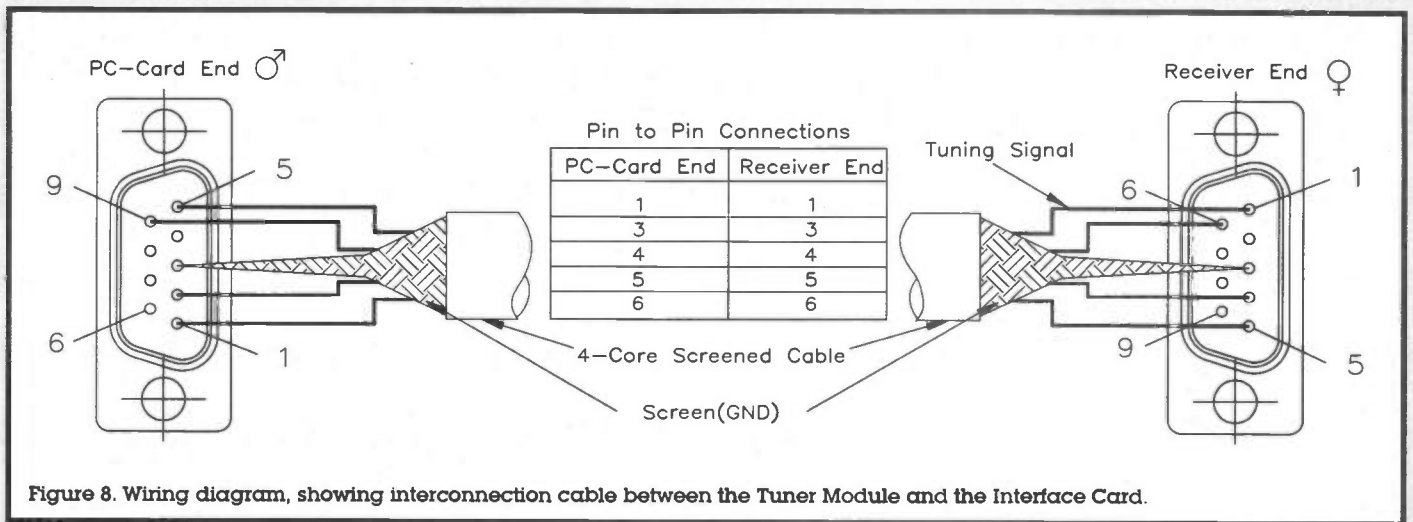 PC-Card End ♂
Receiver End ♀
Pin to Pin Connections
PC-Card End Receiver End
1 1
3 3
4 4
5 5
6 6
Tuning Signal
9
5
6
1
6
1
9
5
4-Core Screened Cable
Screen(GND)
Figure 8. Wiring diagram, showing interconnection cable between the Tuner Module and the Interface Card.